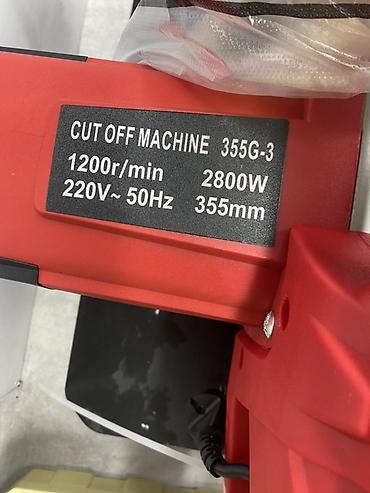 CUT OFF MACHINE 355G-3
1200r/min 2800W
220V~ 50Hz 355mm